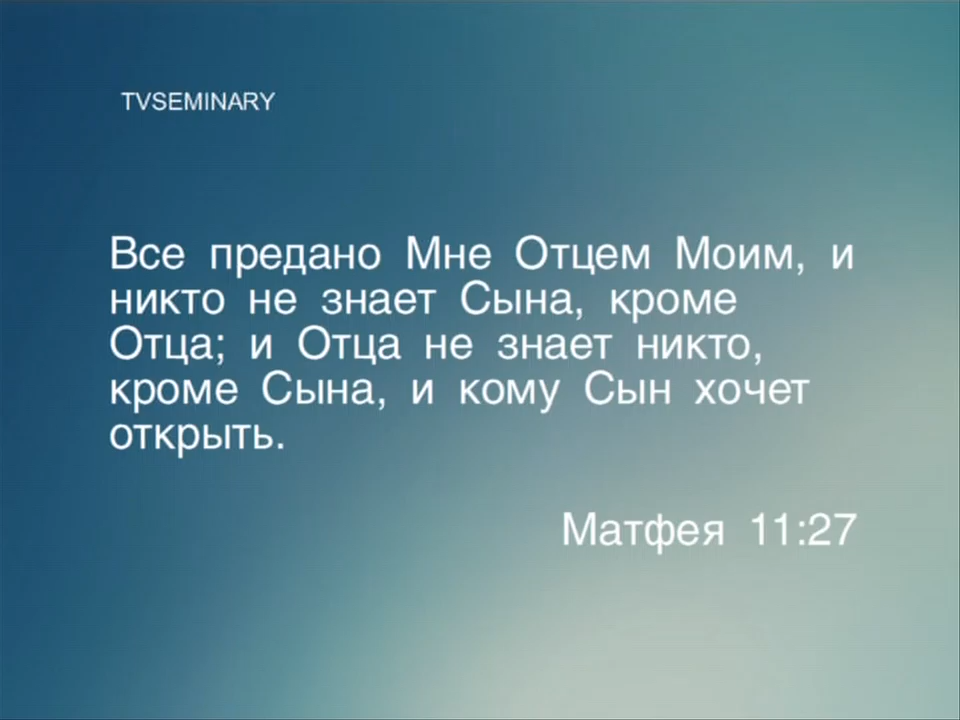 TVSEMINARY
Все предано Мне Отцем Моим, и
никто не знает Сына, кроме
Отца; и Отца не знает никто,
кроме Сына, и кому Сын хочет
открыть.
Матфея 11:27